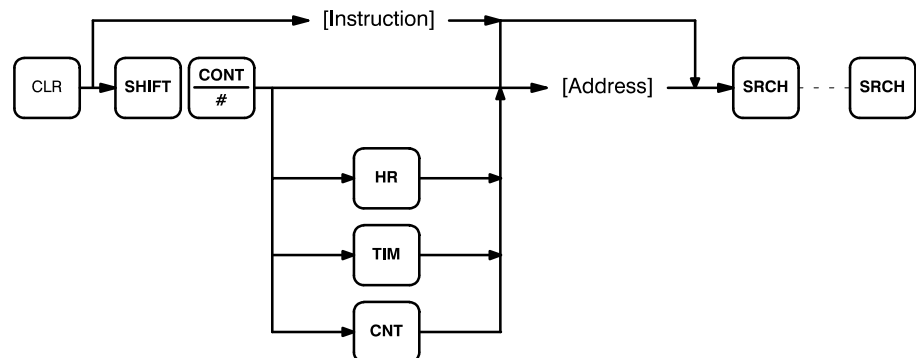 [Instruction]
CLR
SHIFT
CONT
#
[Address]
SRCH
SRCH
HR
TIM
CNT